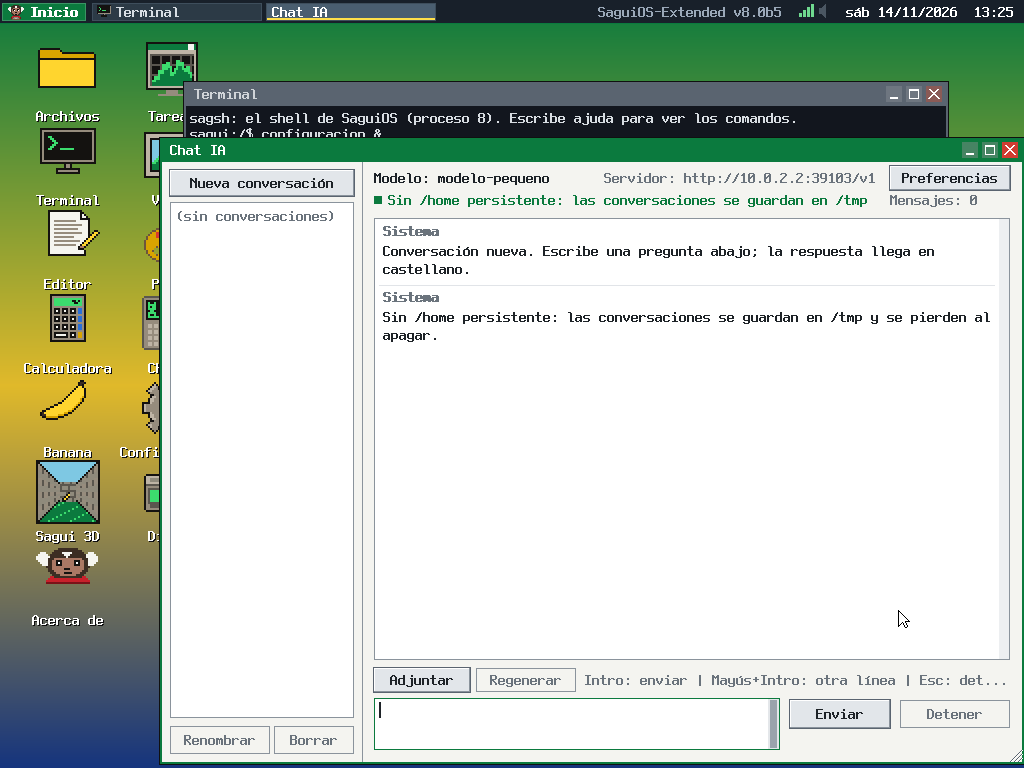 Inicio
Terminal
Chat IA
SaguiOS-Extended v8.0b5
sáb 14/11/2026 13:25
Archivos
Terminal
Editor
Calculadora
Banana
Sagui 3D
Acerca de
Terminal
sagsh: el shell de SaguiOS (proceso 8). Escribe ayuda para ver los comandos.
sagui:/$ configuracion &
Chat IA
Nueva conversación
(sin conversaciones)
Renombrar
Borrar
Modelo: modelo-pequeno
Servidor: http://10.0.2.2:39103/v1
Preferencias
Sin /home persistente: las conversaciones se guardan en /tmp
Mensajes: 0
Sistema
Conversación nueva. Escribe una pregunta abajo; la respuesta llega en
castellano.
Sistema
Sin /home persistente: las conversaciones se guardan en /tmp y se pierden al
apagar.
Adjuntar
Regenerar
Intro: enviar | Mayús+Intro: otra línea | Esc: det...
Enviar
Detener